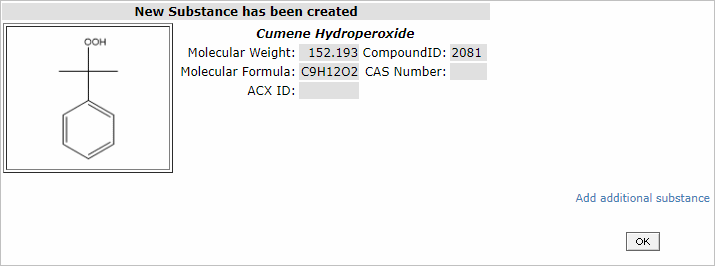 New Substance has been created
OOH
Cumene Hydroperoxide
Molecular Weight: 152.193 CompoundID: 2081
Molecular Formula: C9H12O2 CAS Number:
ACX ID:
Add additional substance
OK